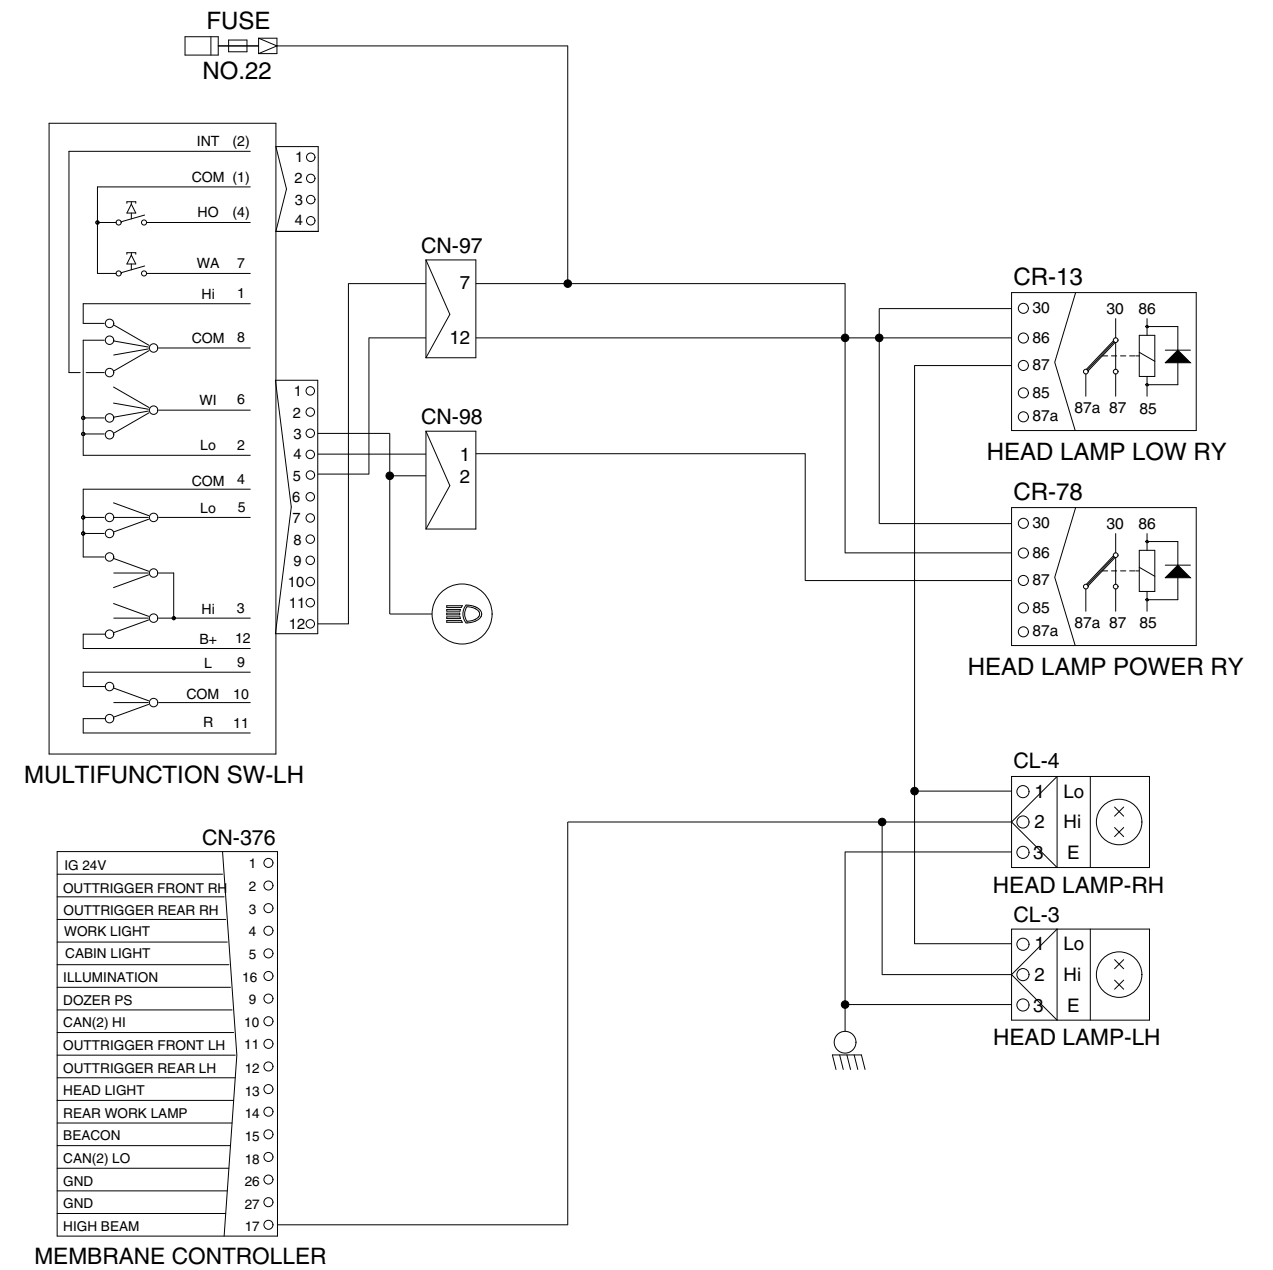 FUSE
NO.22
INT (2)
COM (1)
HO (4)
WA 7
Hi 1
COM 8
WI 6
Lo 2
COM 4
Lo 5
Hi 3
B+ 12
L 9
COM 10
R 11
1
2
3
4
1
2
3
4
5
6
7
8
9
10
11
12
MULTIFUNCTION SW-LH
CN-97
7
12
CN-98
1
2
CR-13
30
86
87
85
87a
30 86
87a 87 85
HEAD LAMP LOW RY
CR-78
30
86
87
85
87a
30 86
87a 87 85
HEAD LAMP POWER RY
CL-4
1 Lo
2 Hi
3 E
HEAD LAMP-RH
CL-3
1 Lo
2 Hi
3 E
HEAD LAMP-LH
CN-376
IG 24V 1
OUTTRIGGER FRONT RH 2
OUTTRIGGER REAR RH 3
WORK LIGHT 4
CABIN LIGHT 5
ILLUMINATION 16
DOZER PS 9
CAN(2) HI 10
OUTTRIGGER FRONT LH 11
OUTTRIGGER REAR LH 12
HEAD LIGHT 13
REAR WORK LAMP 14
BEACON 15
CAN(2) LO 18
GND 26
GND 27
HIGH BEAM 17
MEMBRANE CONTROLLER